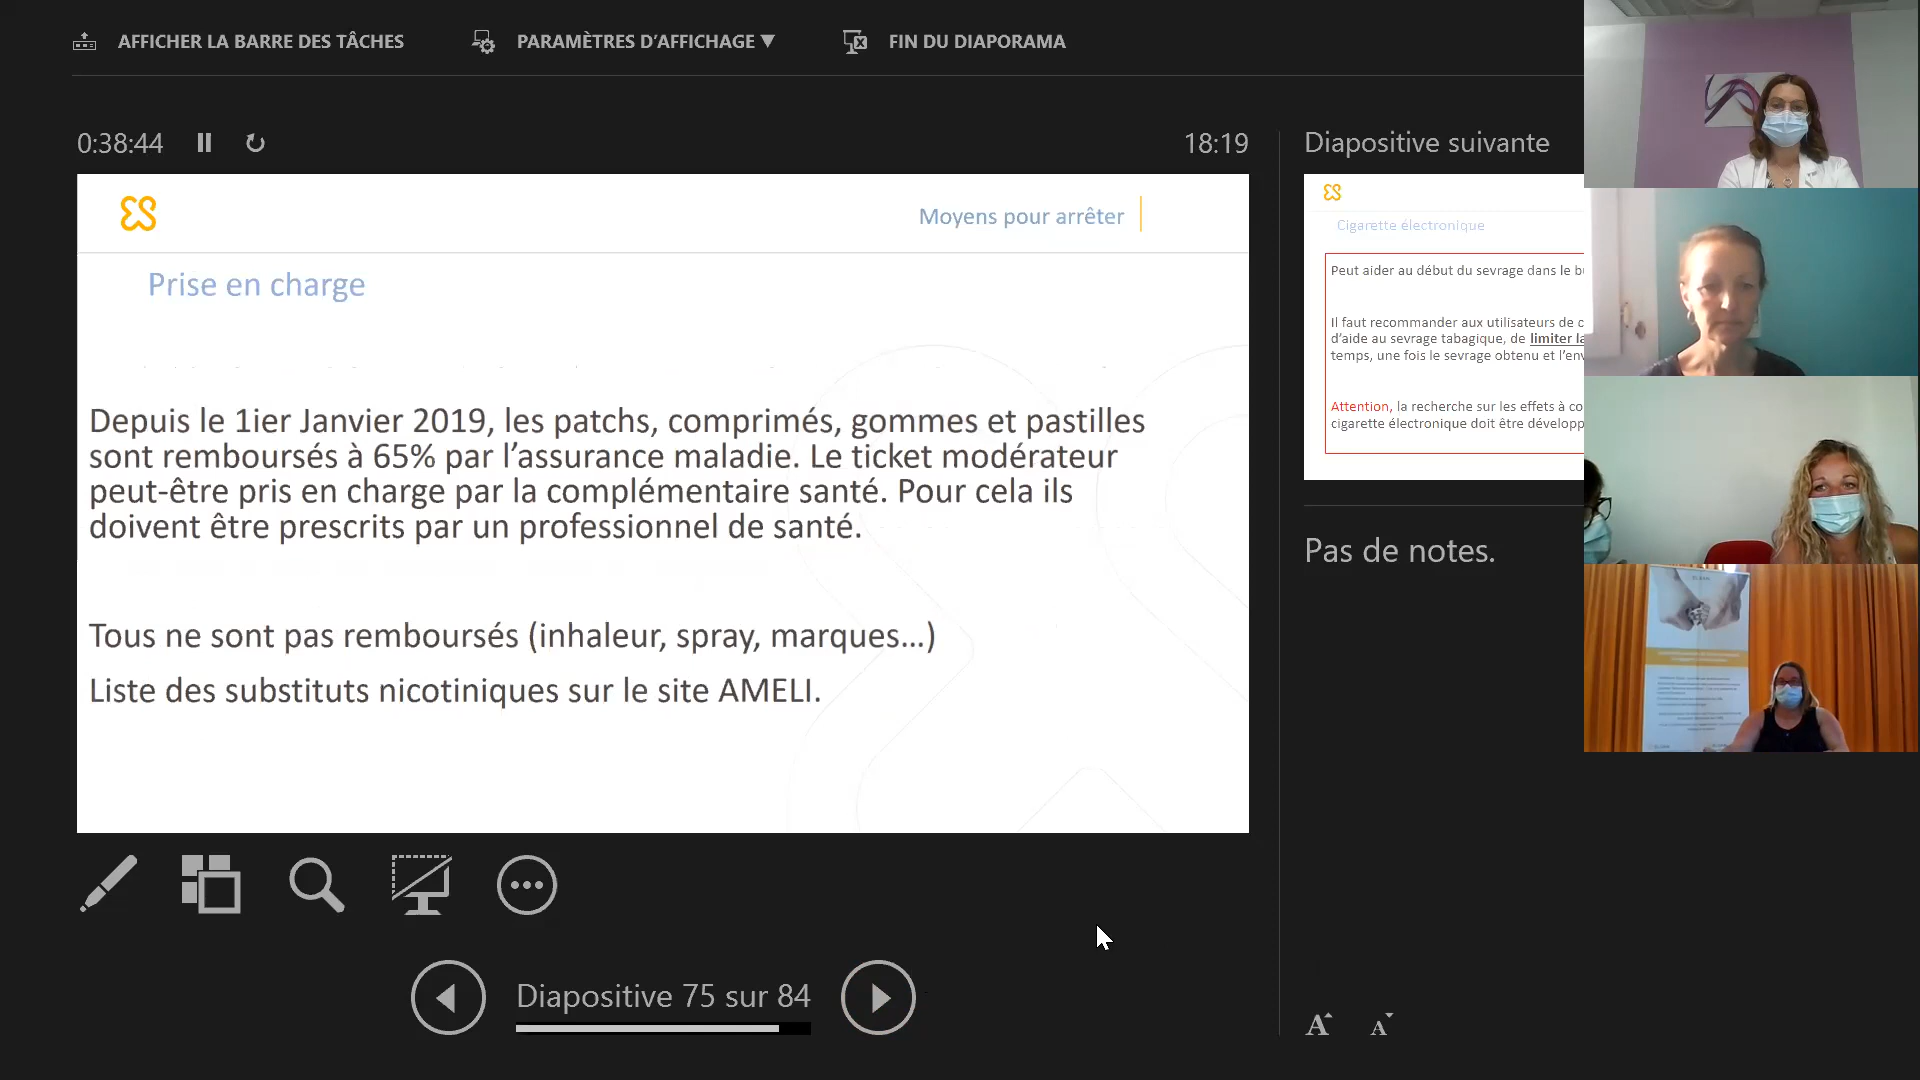 AFFICHER LA BARRE DES TÂCHES
PARAMÈTRES D'AFFICHAGE ▼
FIN DU DIAPORAMA
0:38:44
18:19
Moyens pour arrêter
Prise en charge
Depuis le 1ier Janvier 2019, les patchs, comprimés, gommes et pastilles
sont remboursés à 65% par l'assurance maladie. Le ticket modérateur
peut-être pris en charge par la complémentaire santé. Pour cela ils
doivent être prescrits par un professionnel de santé.
Tous ne sont pas remboursés (inhaleur, spray, marques...)
Liste des substituts nicotiniques sur le site AMELI.
Diapositive 75 sur 84
Diapositive suivante
Cigarette électronique
Peut aider au début du sevrage dans le
Il faut recommander aux utilisateurs de
d'aide au sevrage tabagique, de limiter
temps, une fois le sevrage obtenu et
Attention, la recherche sur les effets à
cigarette électronique doit être
Pas de notes.
A A